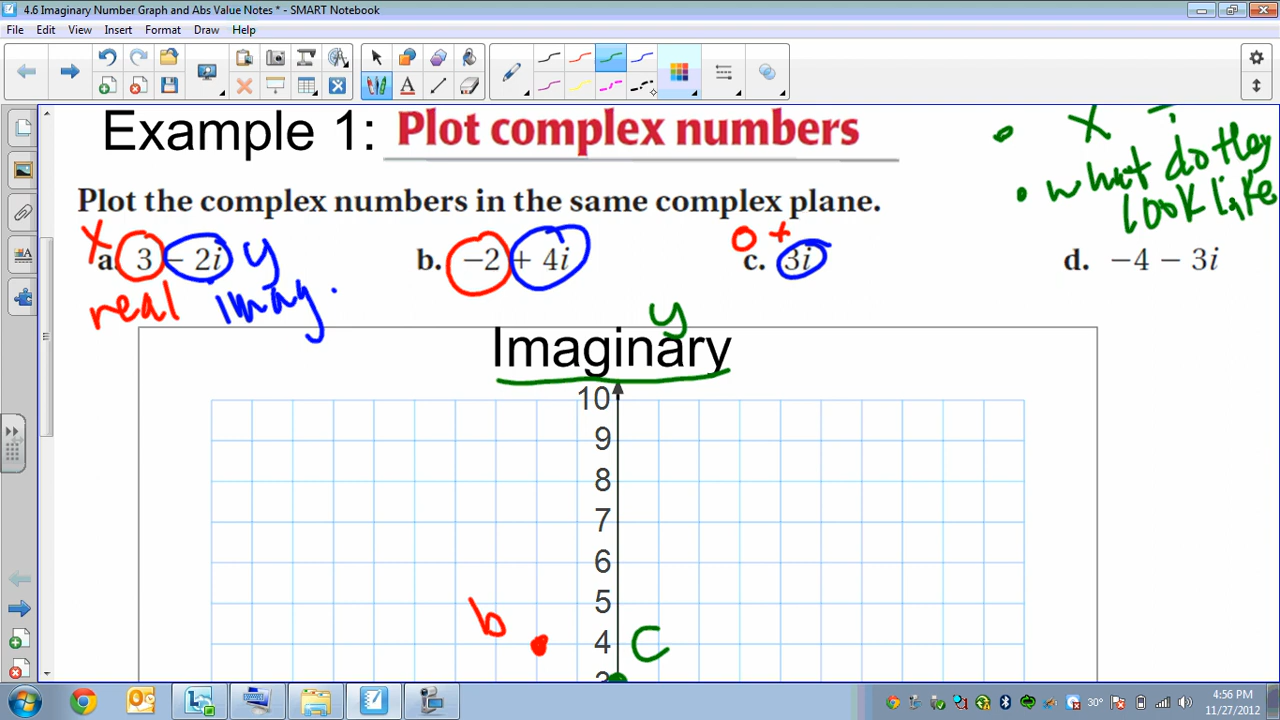 4.6 Imaginary Number Graph and Abs Value Notes * - SMART Notebook
File Edit View Insert Format Draw Help
Example 1: Plot complex numbers
Plot the complex numbers in the same complex plane.
x
a. 3 − 2i y
real imag.
b. −2 + 4i
0 +
c. 3i
d. −4 − 3i
• x
• what do they
look like
y
Imaginary
10
9
8
7
6
5
b
4 C
3
30°
4:56 PM
11/27/2012